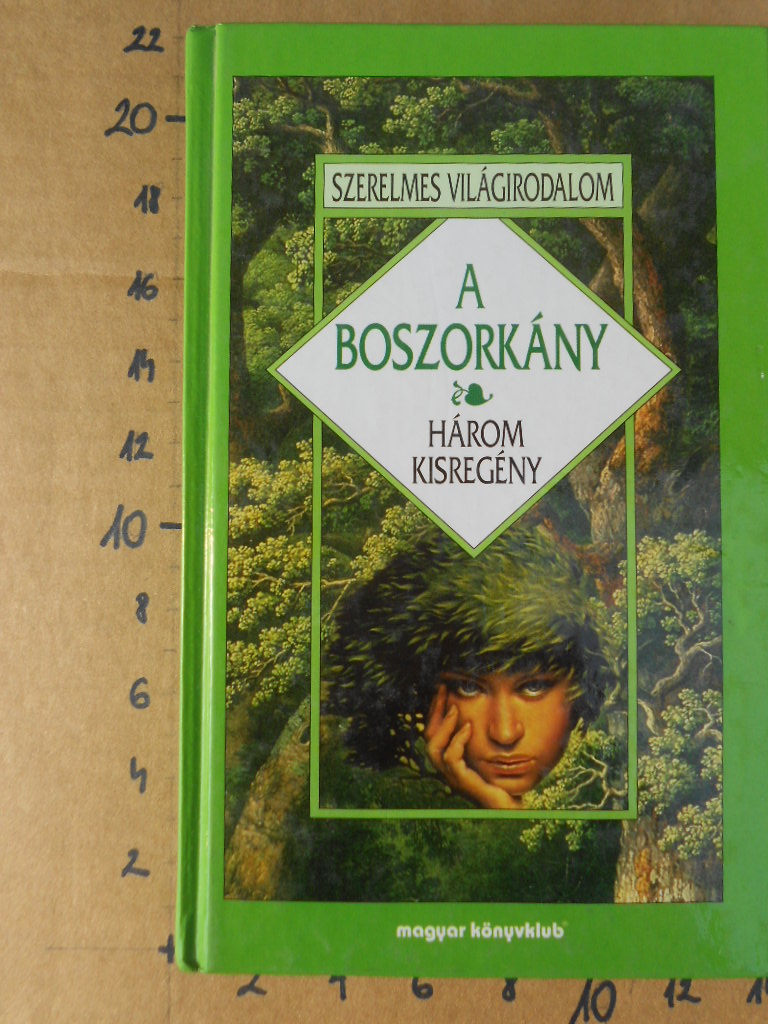 22
20
18
16
14
12
10
8
6
4
2
SZERELMES VILÁGIRODALOM
A
BOSZORKÁNY
HÁROM
KISREGÉNY
magyar könyvklub
2 4 6 8 10 12